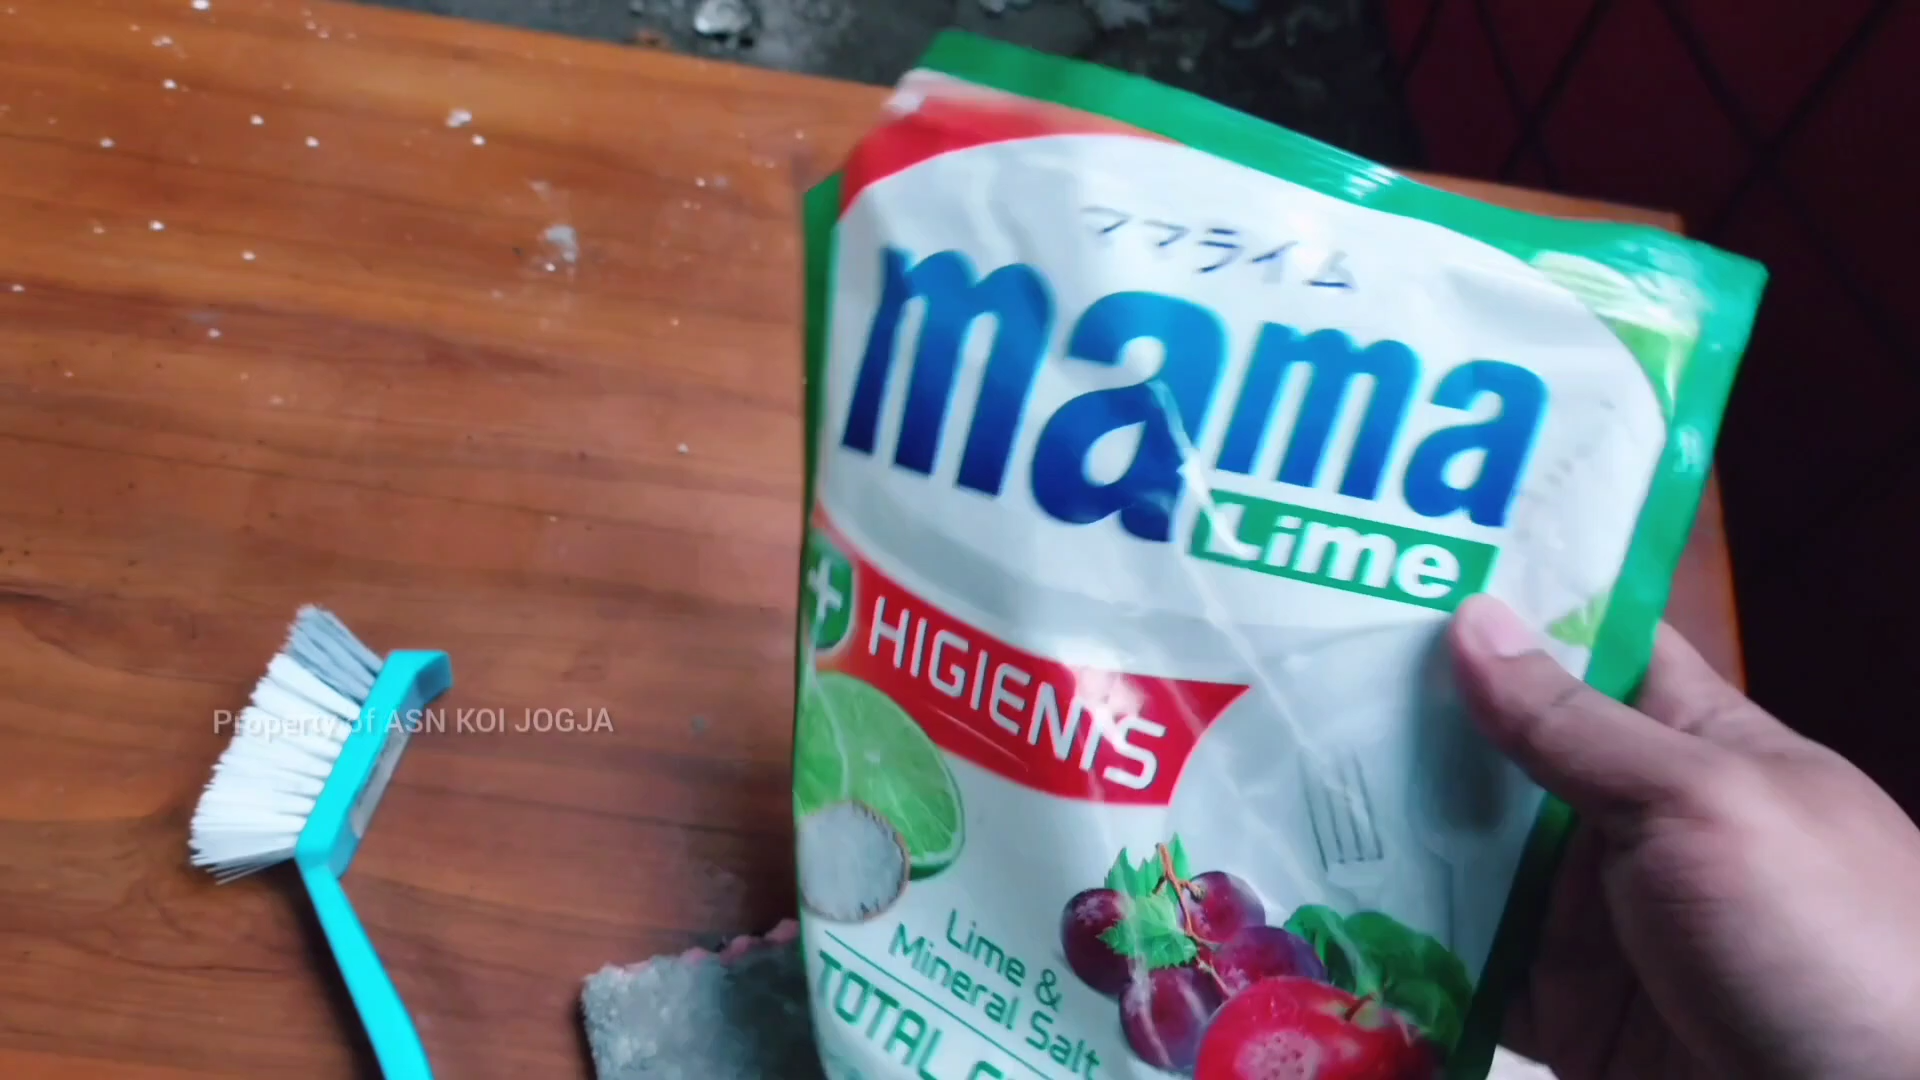 ママライム
mama
Lime
+ HIGIENIS
Property of ASN KOI JOGJA
Lime &
Mineral Salt
TOTAL